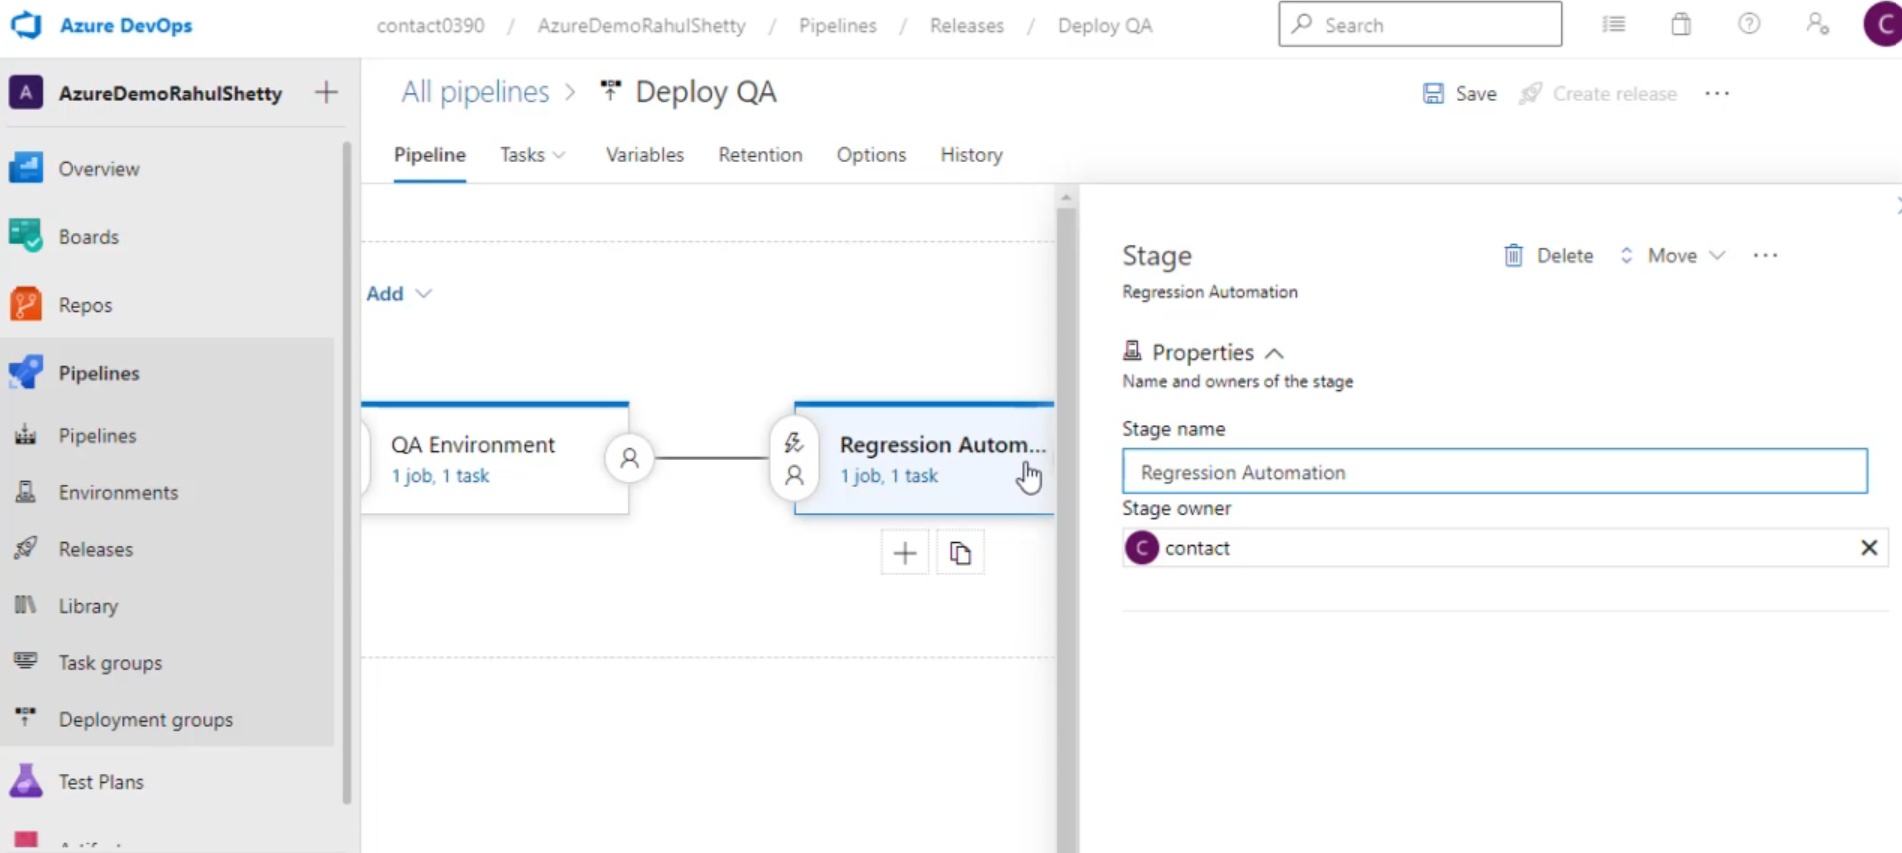 Azure DevOps
contact0390 / AzureDemoRahulShetty / Pipelines / Releases / Deploy QA
Search
C
A AzureDemoRahulShetty
All pipelines > Deploy QA
Save Create release ...
Pipeline Tasks Variables Retention Options History
Overview
Boards
Repos
Pipelines
Pipelines
Environments
Releases
Library
Task groups
Deployment groups
Test Plans
Add
QA Environment
1 job, 1 task
Regression Autom...
1 job, 1 task
Stage
Delete Move ...
Regression Automation
Properties
Name and owners of the stage
Stage name
Regression Automation
Stage owner
C contact